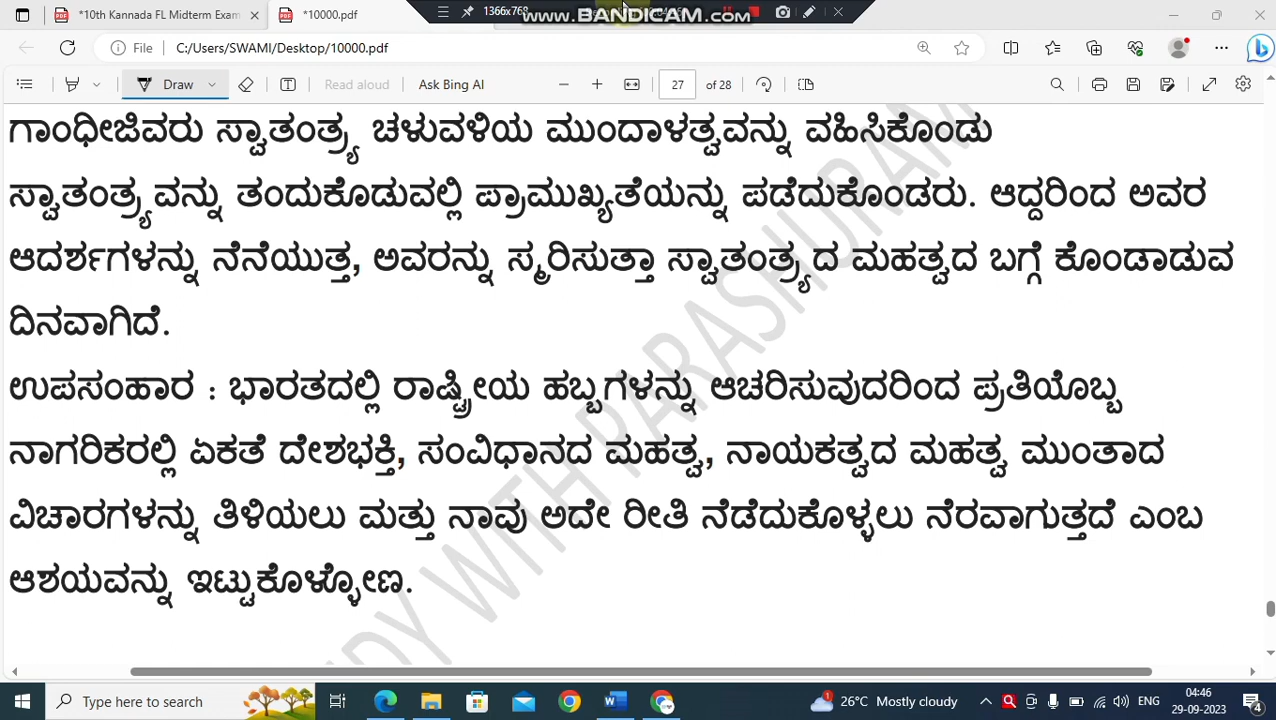 *10th Kannada FL Midterm Exam
*10000.pdf
1366x768
www.BANDICAM.com
File C:/Users/SWAMI/Desktop/10000.pdf
Draw Read aloud Ask Bing AI 27 of 28
ಗಾಂಧೀಜಿವರು ಸ್ವಾತಂತ್ರ್ಯ ಚಳುವಳಿಯ ಮುಂದಾಳತ್ವವನ್ನು ವಹಿಸಿಕೊಂಡು
ಸ್ವಾತಂತ್ರ್ಯವನ್ನು ತಂದುಕೊಡುವಲ್ಲಿ ಪ್ರಾಮುಖ್ಯತೆಯನ್ನು ಪಡೆದುಕೊಂಡರು. ಆದ್ದರಿಂದ ಅವರ
ಆದರ್ಶಗಳನ್ನು ನೆನೆಯುತ್ತ, ಅವರನ್ನು ಸ್ಮರಿಸುತ್ತಾ ಸ್ವಾತಂತ್ರ್ಯದ ಮಹತ್ವದ ಬಗ್ಗೆ ಕೊಂಡಾಡುವ
ದಿನವಾಗಿದೆ.
ಉಪಸಂಹಾರ : ಭಾರತದಲ್ಲಿ ರಾಷ್ಟ್ರೀಯ ಹಬ್ಬಗಳನ್ನು ಆಚರಿಸುವುದರಿಂದ ಪ್ರತಿಯೊಬ್ಬ
ನಾಗರಿಕರಲ್ಲಿ ಏಕತೆ ದೇಶಭಕ್ತಿ, ಸಂವಿಧಾನದ ಮಹತ್ವ, ನಾಯಕತ್ವದ ಮಹತ್ವ ಮುಂತಾದ
ವಿಚಾರಗಳನ್ನು ತಿಳಿಯಲು ಮತ್ತು ನಾವು ಅದೇ ರೀತಿ ನೆಡೆದುಕೊಳ್ಳಲು ನೆರವಾಗುತ್ತದೆ ಎಂಬ
ಆಶಯವನ್ನು ಇಟ್ಟುಕೊಳ್ಳೋಣ.
WITH PARASHURAM
Type here to search
26°C Mostly cloudy
ENG
04:46
29-09-2023